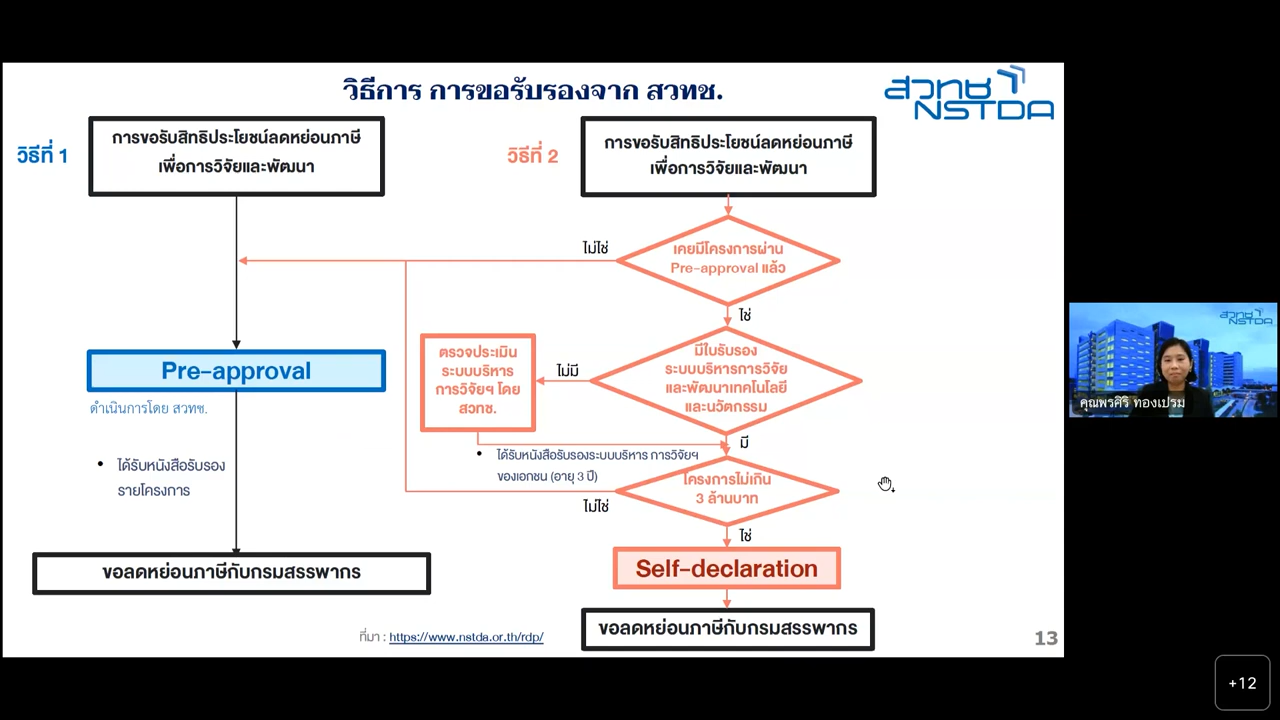 วิธีการ การขอรับรองจาก สวทช.
สวทช
NSTDA
วิธีที่ 1
การขอรับสิทธิประโยชน์ลดหย่อนภาษี
เพื่อการวิจัยและพัฒนา
Pre-approval
ดำเนินการโดย สวทช.
• ได้รับหนังสือรับรอง
รายโครงการ
ขอลดหย่อนภาษีกับกรมสรรพากร
วิธีที่ 2
การขอรับสิทธิประโยชน์ลดหย่อนภาษี
เพื่อการวิจัยและพัฒนา
เคยมีโครงการผ่าน
Pre-approval แล้ว
ไม่ใช่
ใช่
มีใบรับรอง
ระบบบริหารการวิจัย
และพัฒนาเทคโนโลยี
และนวัตกรรม
ไม่มี
ตรวจประเมิน
ระบบบริหาร
การวิจัยฯ โดย
สวทช.
มี
• ได้รับหนังสือรับรองระบบบริหาร การวิจัยฯ
ของเอกชน (อายุ 3 ปี)
โครงการไม่เกิน
3 ล้านบาท
ไม่ใช่
ใช่
Self-declaration
ขอลดหย่อนภาษีกับกรมสรรพากร
ที่มา : https://www.nstda.or.th/rdp/
13
สวทช
NSTDA
คุณพรศิริ ทองเปรม
+12